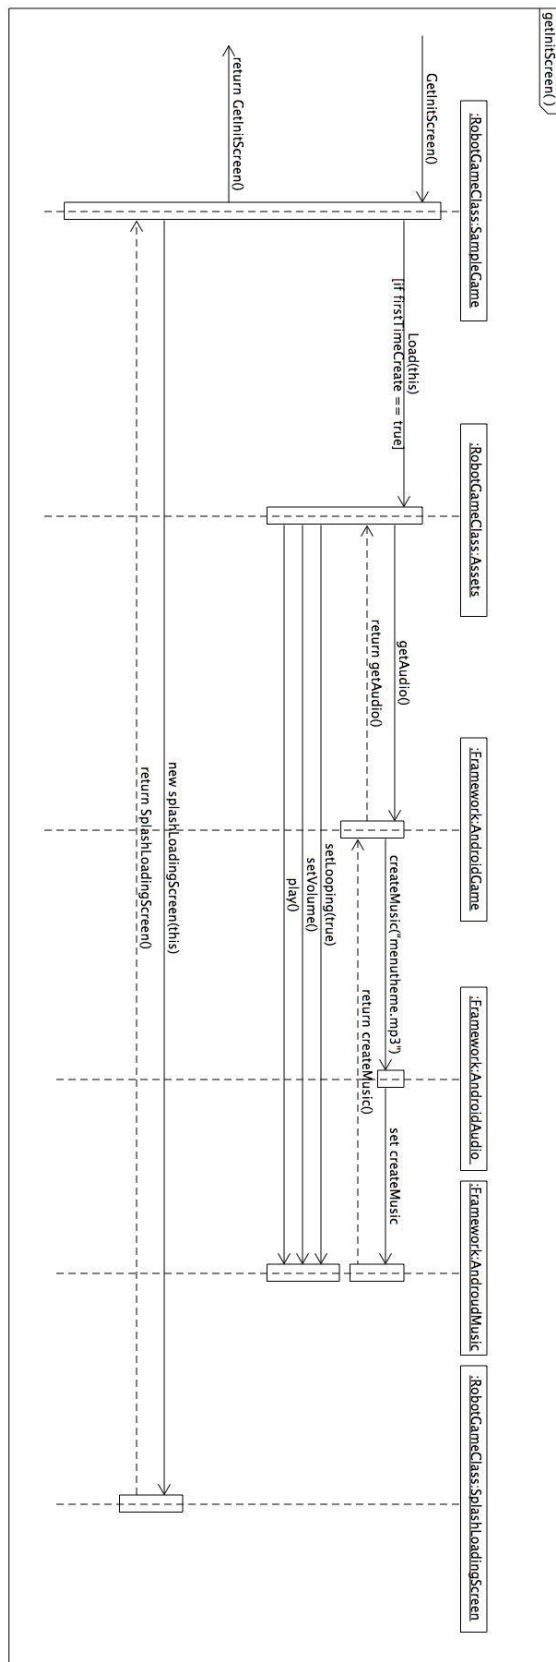 getInitScreen( )
:RobotGameClass:SampleGame
:RobotGameClass:Assets
:Framework:AndroidGame
:Framework:AndroidAudio
:Framework:AndroudMusic
:RobotGameClass:SplashLoadingScreen
GetInitScreen()
Load(this)
[if firstTimeCreate == true]
getAudio()
createMusic("menutheme.mp3")
set createMusic
return getAudio()
return createMusic()
setLooping(true)
setVolume()
play()
return GetInitScreen()
new splashLoadingScreen(this)
return SplashLoadingScreen()